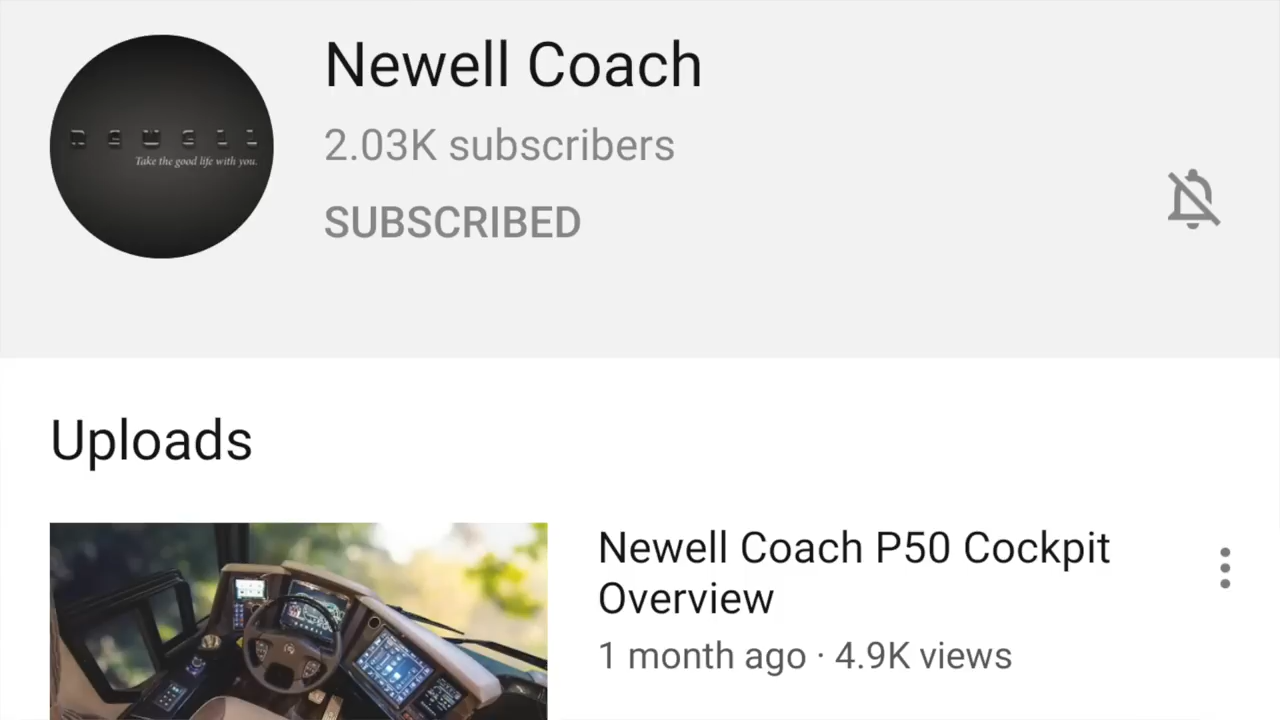 Newell Coach
2.03K subscribers
SUBSCRIBED
NEWELL
Take the good life with you.
Uploads
Newell Coach P50 Cockpit
Overview
1 month ago · 4.9K views